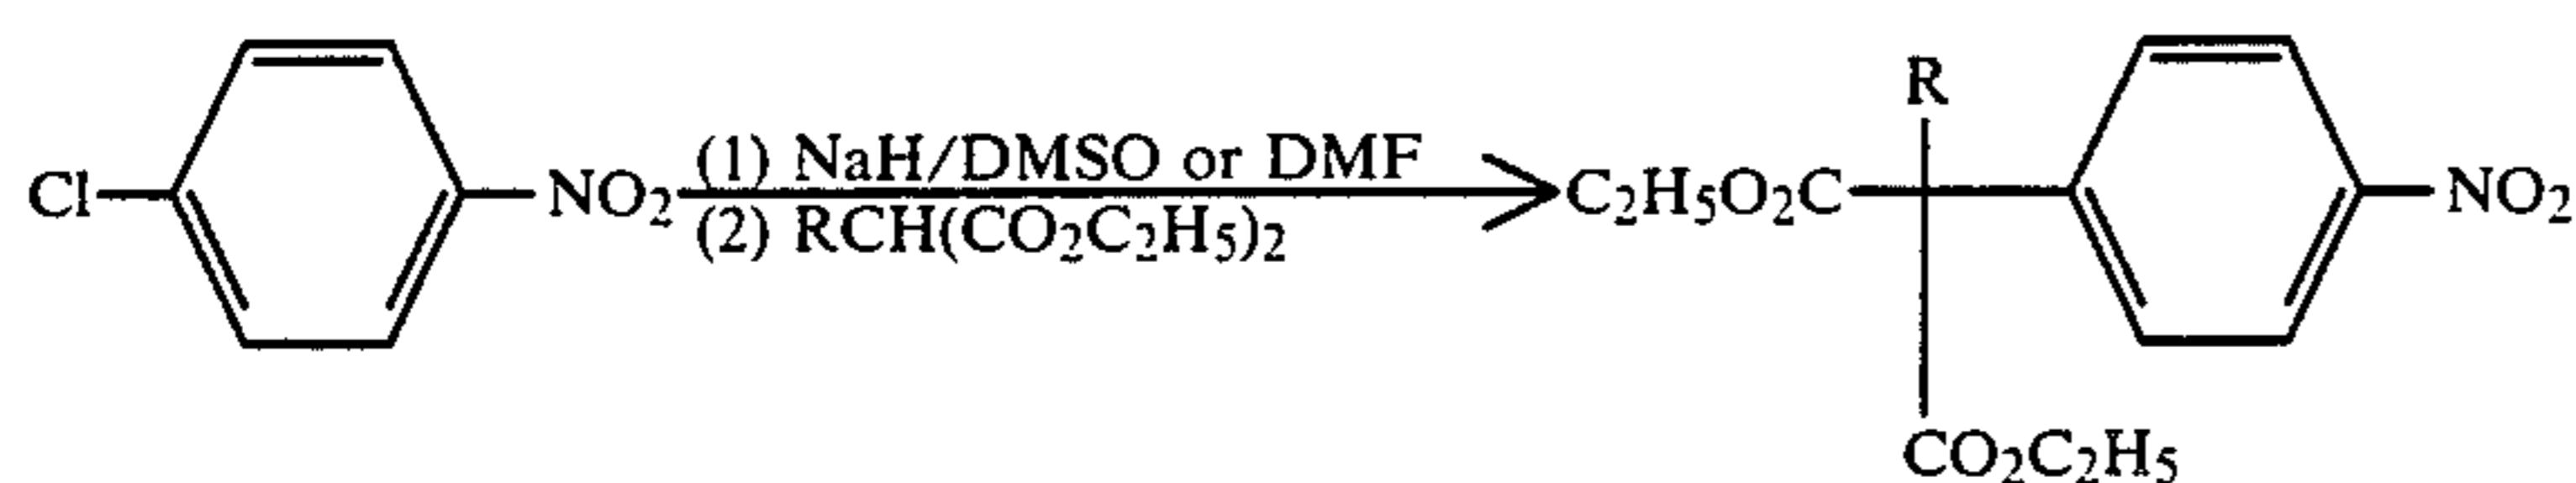 R
(1) NaH/DMSO or DMF
Cl NO₂ C₂H₅O₂C NO₂
(2) RCH(CO₂C₂H₅)₂
CO₂C₂H₅